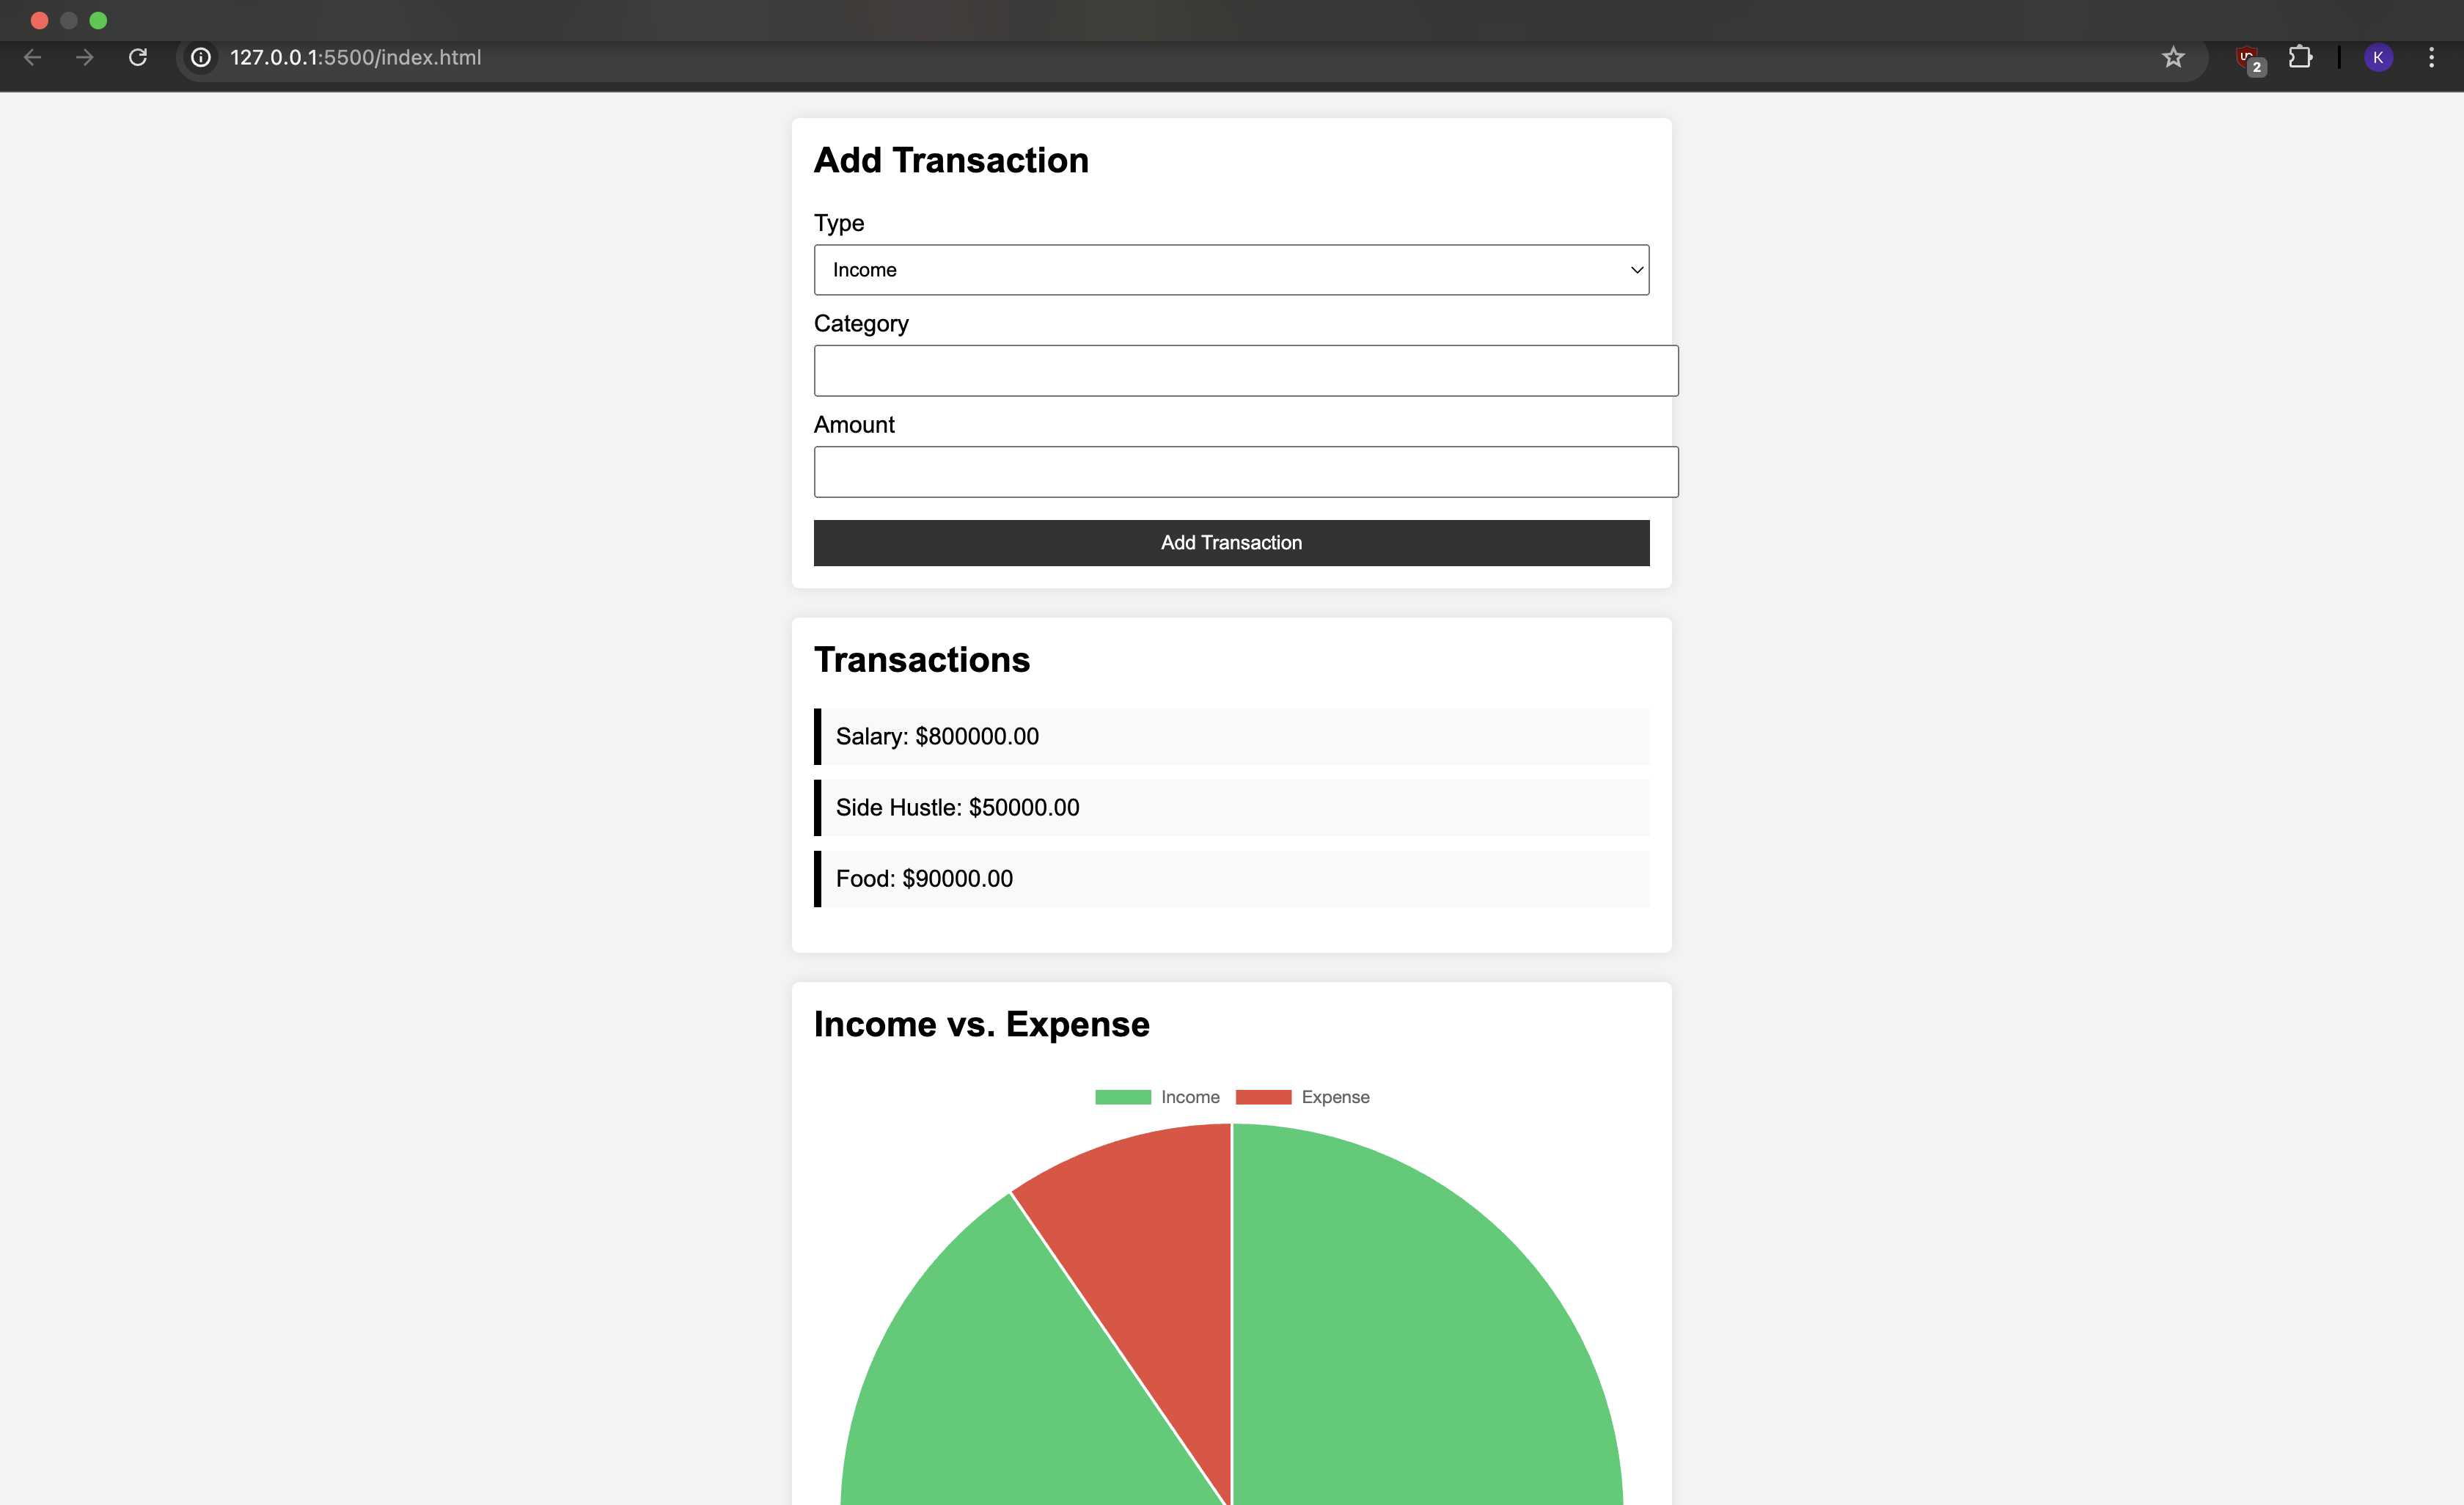 127.0.0.1:5500/index.html
2
K
Add Transaction
Type
Income
Category
Amount
Add Transaction
Transactions
Salary: $800000.00
Side Hustle: $50000.00
Food: $90000.00
Income vs. Expense
Income Expense